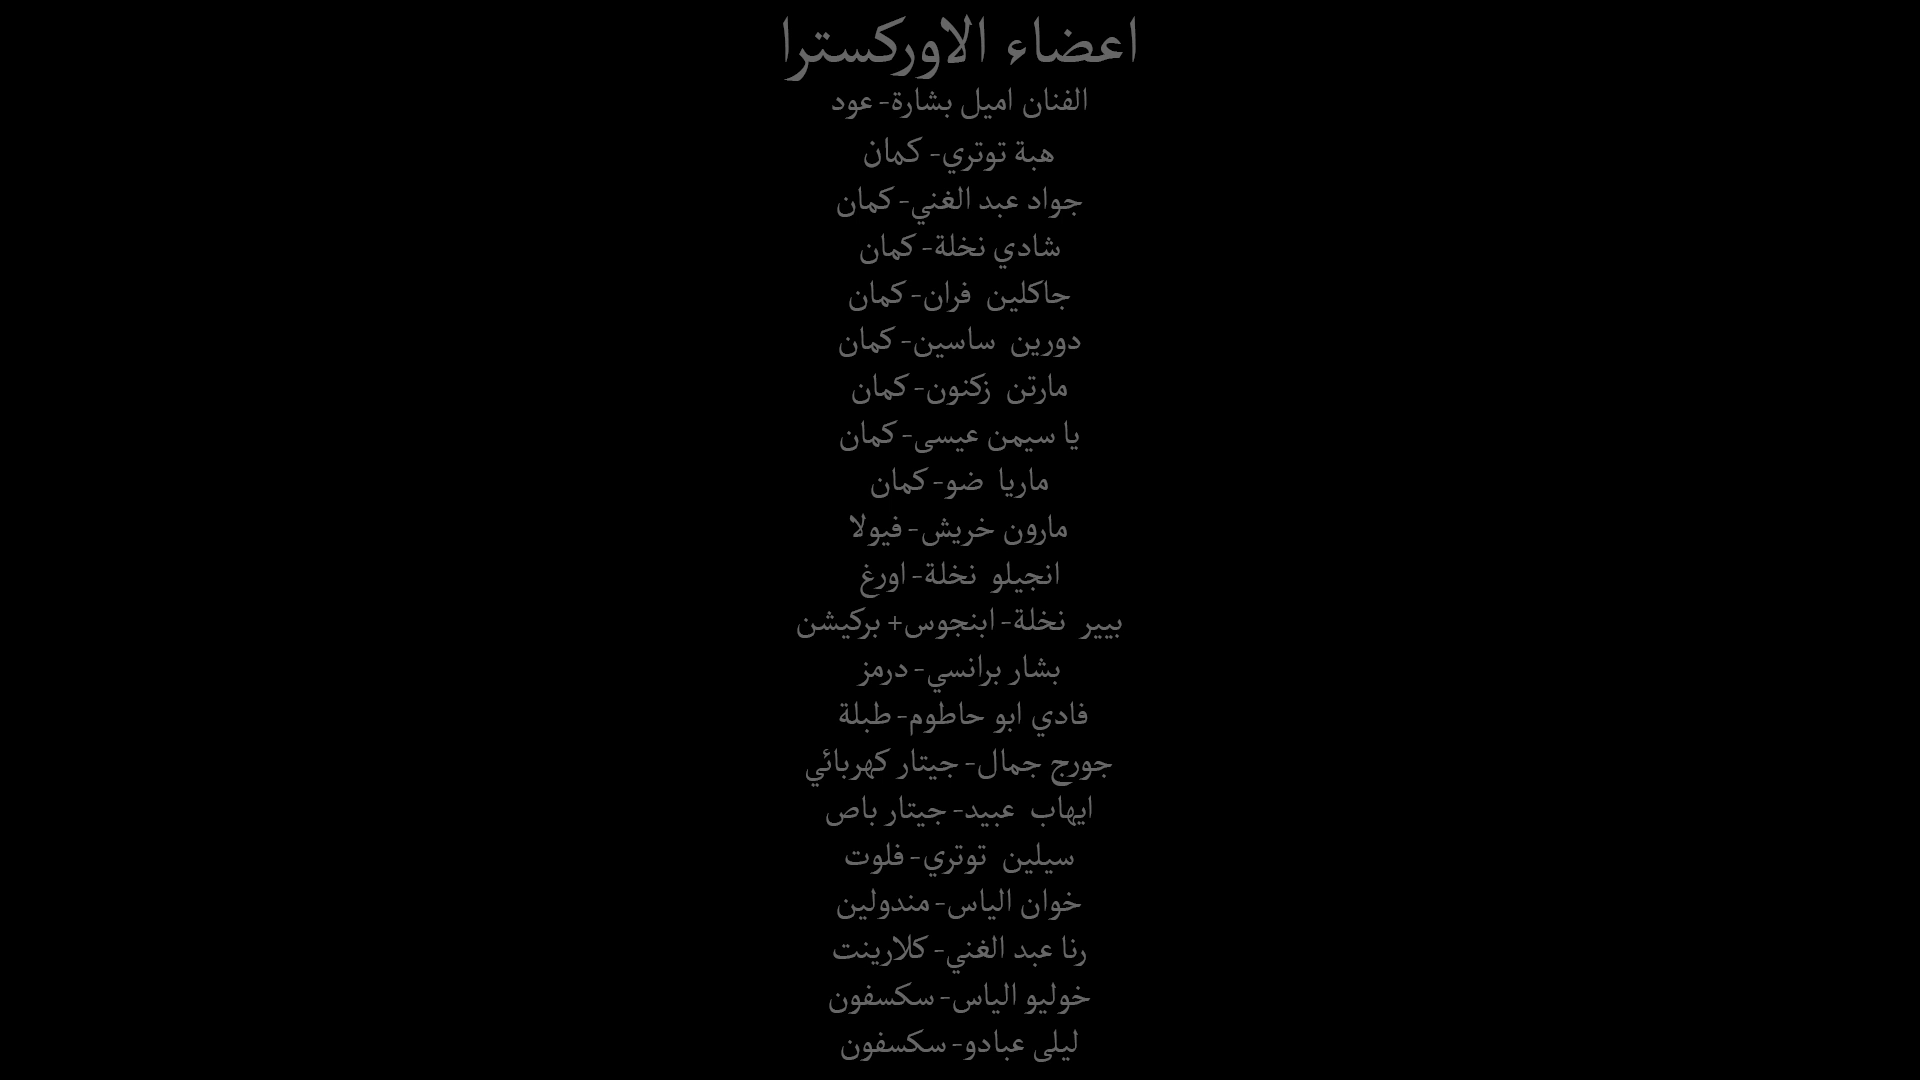 اعضاء الاوركسترا
الفنان اميل بشارة- عود
هبة توتري- كمان
جواد عبد الغني- كمان
شادي نخلة- كمان
جاكلين فران- كمان
دورين ساسين- كمان
مارتن زكنون- كمان
يا سيمن عيسى- كمان
ماريا ضو- كمان
مارون خريش- فيولا
انجيلو نخلة- اورغ
بيير نخلة- ابنجوس+ بركيشن
بشار برانسي- درمز
فادي ابو حاطوم- طبلة
جورج جمال- جيتار كهربائي
ايهاب عبيد- جيتار باص
سيلين توتري- فلوت
خوان الياس- مندولين
رنا عبد الغني- كلارينت
خوليو الياس- سكسفون
ليلى عبادو- سكسفون